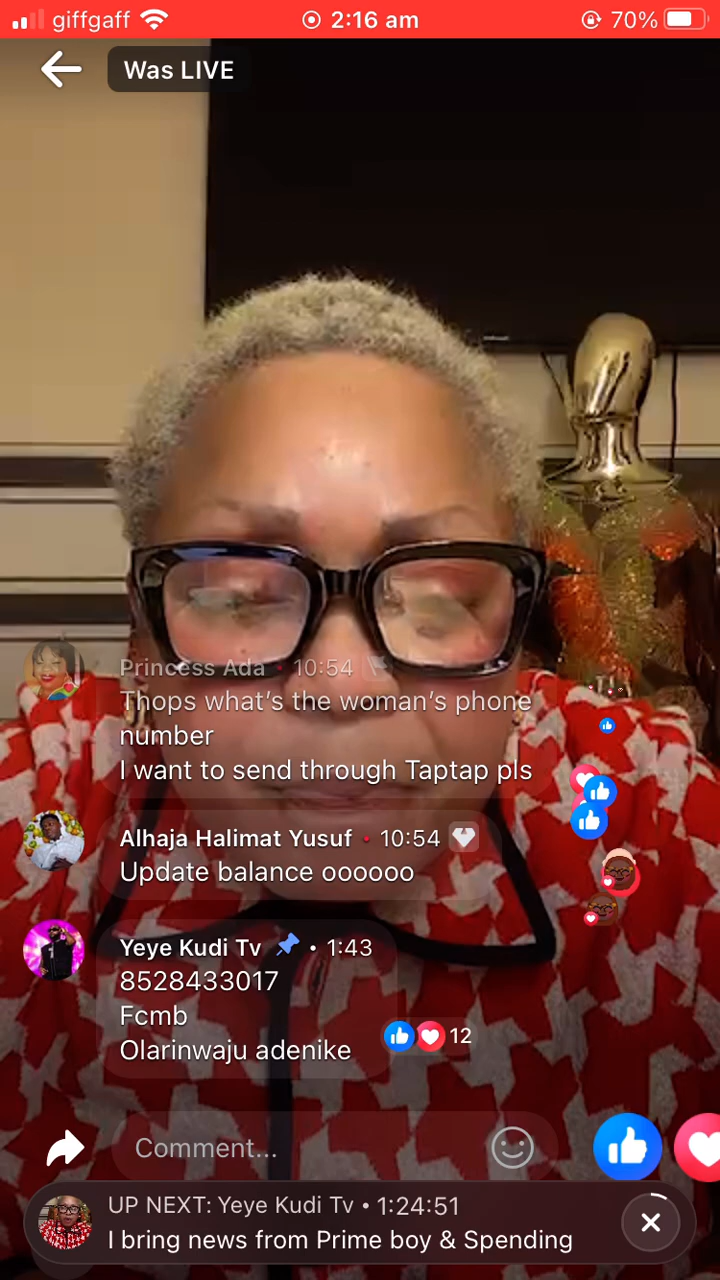 giffgaff 2:16 am 70%
Was LIVE
Princess Ada • 10:54
Thops what's the woman's phone
number
I want to send through Taptap pls
Alhaja Halimat Yusuf • 10:54
Update balance oooooo
Yeye Kudi Tv • 1:43
8528433017
Fcmb
Olarinwaju adenike
12
Comment...
UP NEXT: Yeye Kudi Tv • 1:24:51
I bring news from Prime boy & Spending